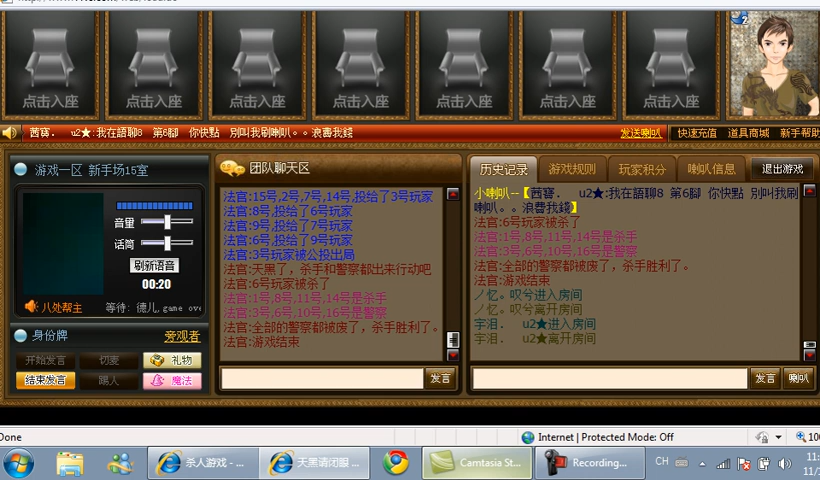 点击入座 点击入座 点击入座 点击入座 点击入座 点击入座 点击入座 2
茜寶. u2★:我在語聊8 第6腳 你快點 別叫我刷喇叭。。浪費我錢 发送喇叭 快速充值 道具商城 新手帮助
游戏一区 新手场15室
音量
话筒
刷新语音
00:20
八处帮主 等待: 德儿,game ove
身份牌 旁观者
开始发言 切麦 礼物
结束发言 踢人 魔法
团队聊天区
法官:15号,2号,7号,14号,投给了3号玩家
法官:8号,投给了6号玩家
法官:9号,投给了7号玩家
法官:6号,投给了9号玩家
法官:3号玩家被公投出局
法官:天黑了，杀手和警察都出来行动吧
法官:6号玩家被杀了
法官:1号,8号,11号,14号是杀手
法官:3号,6号,10号,16号是警察
法官:全部的警察都被废了，杀手胜利了。
法官:游戏结束
发言
历史记录 游戏规则 玩家积分 喇叭信息 退出游戏
小喇叭--【茜寶. u2★:我在語聊8 第6腳 你快點 別叫我刷
喇叭。。浪費我錢】
法官:6号玩家被杀了
法官:1号,8号,11号,14号是杀手
法官:3号,6号,10号,16号是警察
法官:全部的警察都被废了，杀手胜利了。
法官:游戏结束
ノ忆。叹兮进入房间
ノ忆。叹兮离开房间
宇泪. u2★进入房间
宇泪. u2★离开房间
发言 喇叭
Done Internet | Protected Mode: Off
杀人游戏 - ... 天黑请闭眼 ... Camtasia St... Recording... CH